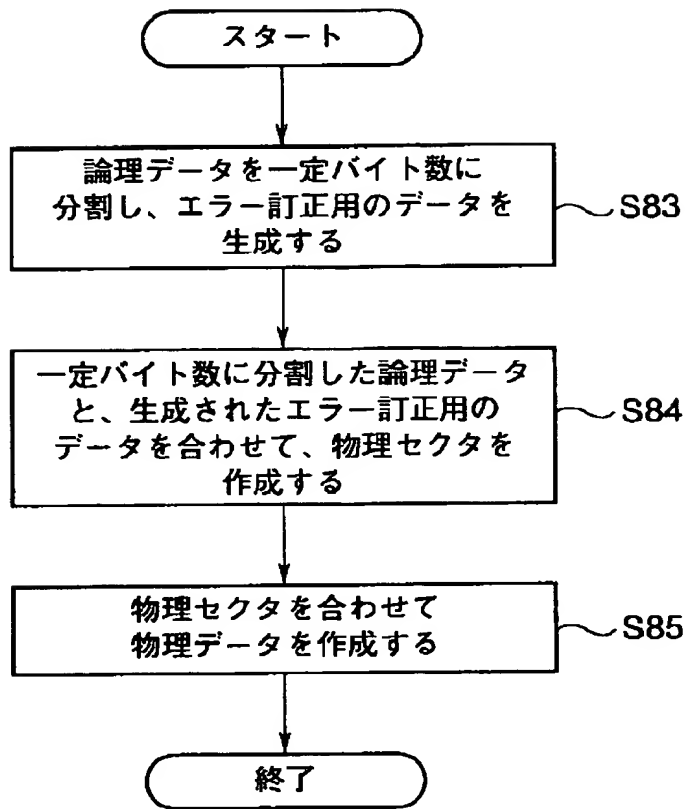 スタート
論理データを一定バイト数に
分割し、エラー訂正用のデータを
生成する
S83
一定バイト数に分割した論理データ
と、生成されたエラー訂正用の
データを合わせて、物理セクタを
作成する
S84
物理セクタを合わせて
物理データを作成する
S85
終了